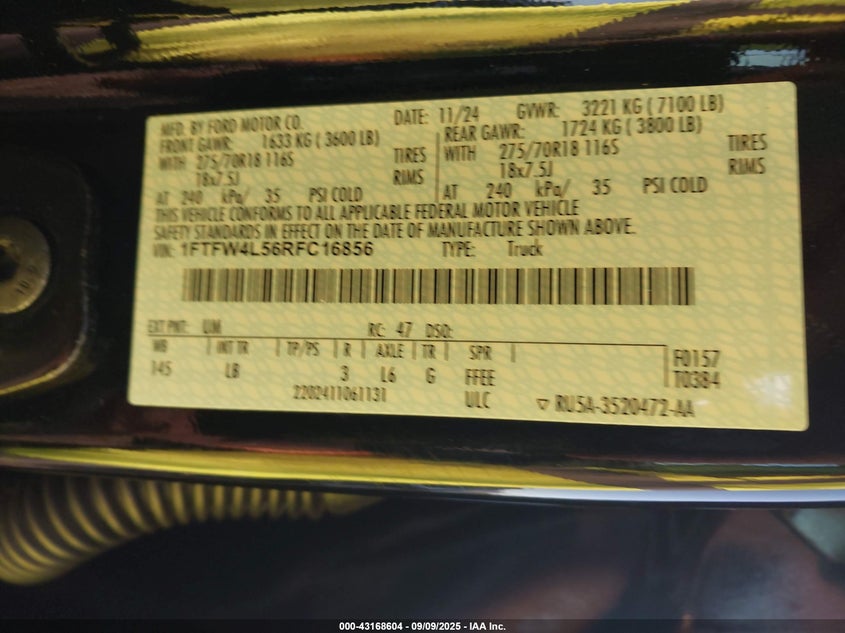 MFD. BY FORD MOTOR CO. DATE: 11/24 GVWR: 3221 KG ( 7100 LB)
FRONT GAWR: 1633 KG ( 3600 LB) REAR GAWR: 1724 KG ( 3800 LB)
WITH 275/70R18 116S TIRES WITH 275/70R18 116S TIRES
18x7.5J RIMS 18x7.5J RIMS
AT 240 kPa/ 35 PSI COLD AT 240 kPa/ 35 PSI COLD
THIS VEHICLE CONFORMS TO ALL APPLICABLE FEDERAL MOTOR VEHICLE
SAFETY STANDARDS IN EFFECT ON THE DATE OF MANUFACTURE SHOWN ABOVE.
VIN: 1FTFW4L56RFC16856 TYPE: Truck
EXT PNT: UM RC: 47 DSO:
WB INT TR TP/PS R AXLE TR SPR F0157
145 LB 3 L6 G FFEE T0384
2202411061131 ULC ▽ RU5A-3520472-AA
10.9
000-43168604 - 09/09/2025 - IAA Inc.